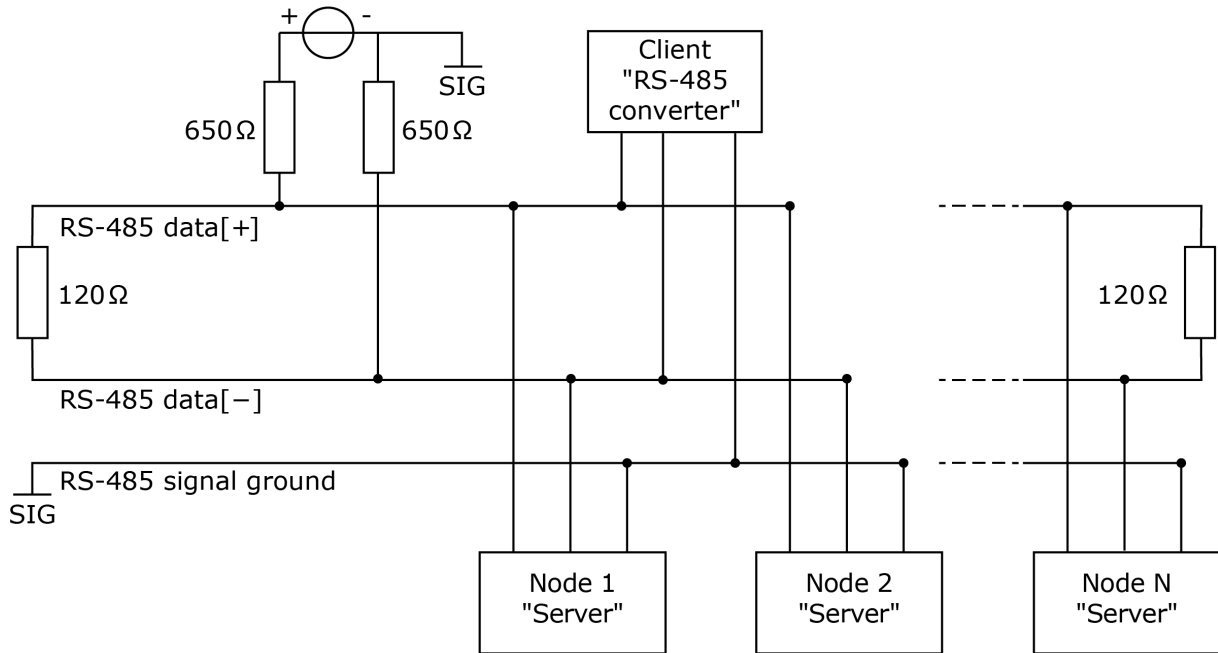 + -
Client
"RS-485
converter"
SIG
650Ω
650Ω
RS-485 data[+]
120Ω
120Ω
RS-485 data[−]
RS-485 signal ground
SIG
Node 1
"Server"
Node 2
"Server"
Node N
"Server"